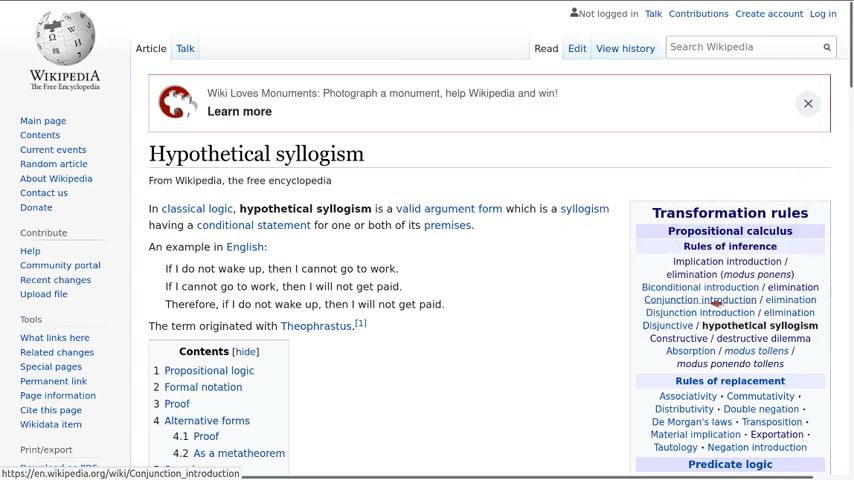 Not logged in Talk Contributions Create account Log in
Article Talk Read Edit View history Search Wikipedia
WIKIPEDIA
The Free Encyclopedia
Main page
Contents
Current events
Random article
About Wikipedia
Contact us
Donate
Contribute
Help
Community portal
Recent changes
Upload file
Tools
What links here
Related changes
Special pages
Permanent link
Page information
Cite this page
Wikidata item
Print/export
Download as PDF
Wiki Loves Monuments: Photograph a monument, help Wikipedia and win!
Learn more
Hypothetical syllogism
From Wikipedia, the free encyclopedia
In classical logic, hypothetical syllogism is a valid argument form which is a syllogism
having a conditional statement for one or both of its premises.
An example in English:
If I do not wake up, then I cannot go to work.
If I cannot go to work, then I will not get paid.
Therefore, if I do not wake up, then I will not get paid.
The term originated with Theophrastus.[1]
Contents [hide]
1 Propositional logic
2 Formal notation
3 Proof
4 Alternative forms
4.1 Proof
4.2 As a metatheorem
Transformation rules
Propositional calculus
Rules of inference
Implication introduction /
elimination (modus ponens)
Biconditional introduction / elimination
Conjunction introduction / elimination
Disjunction introduction / elimination
Disjunctive / hypothetical syllogism
Constructive / destructive dilemma
Absorption / modus tollens /
modus ponendo tollens
Rules of replacement
Associativity • Commutativity •
Distributivity • Double negation •
De Morgan's laws • Transposition •
Material implication • Exportation •
Tautology • Negation introduction
Predicate logic
https://en.wikipedia.org/wiki/Conjunction_introduction